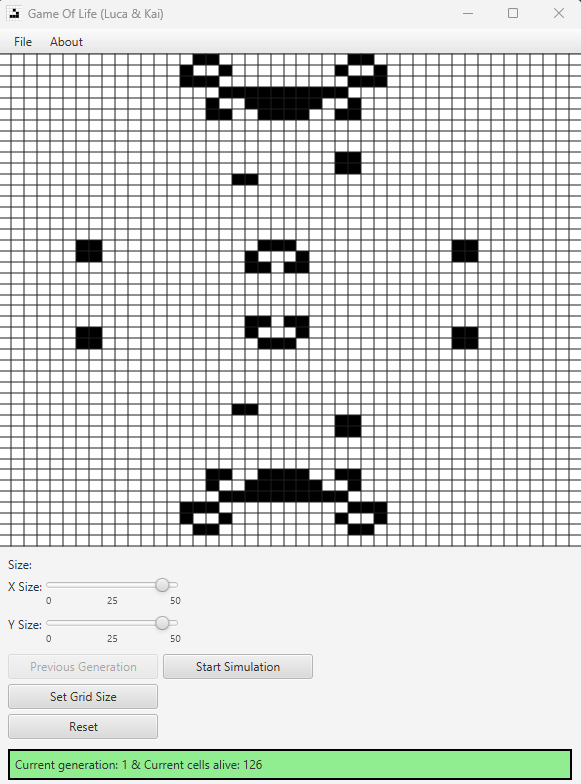 Game Of Life (Luca & Kai)
File About
Size:
X Size:
0 25 50
Y Size:
0 25 50
Previous Generation Start Simulation
Set Grid Size
Reset
Current generation: 1 & Current cells alive: 126